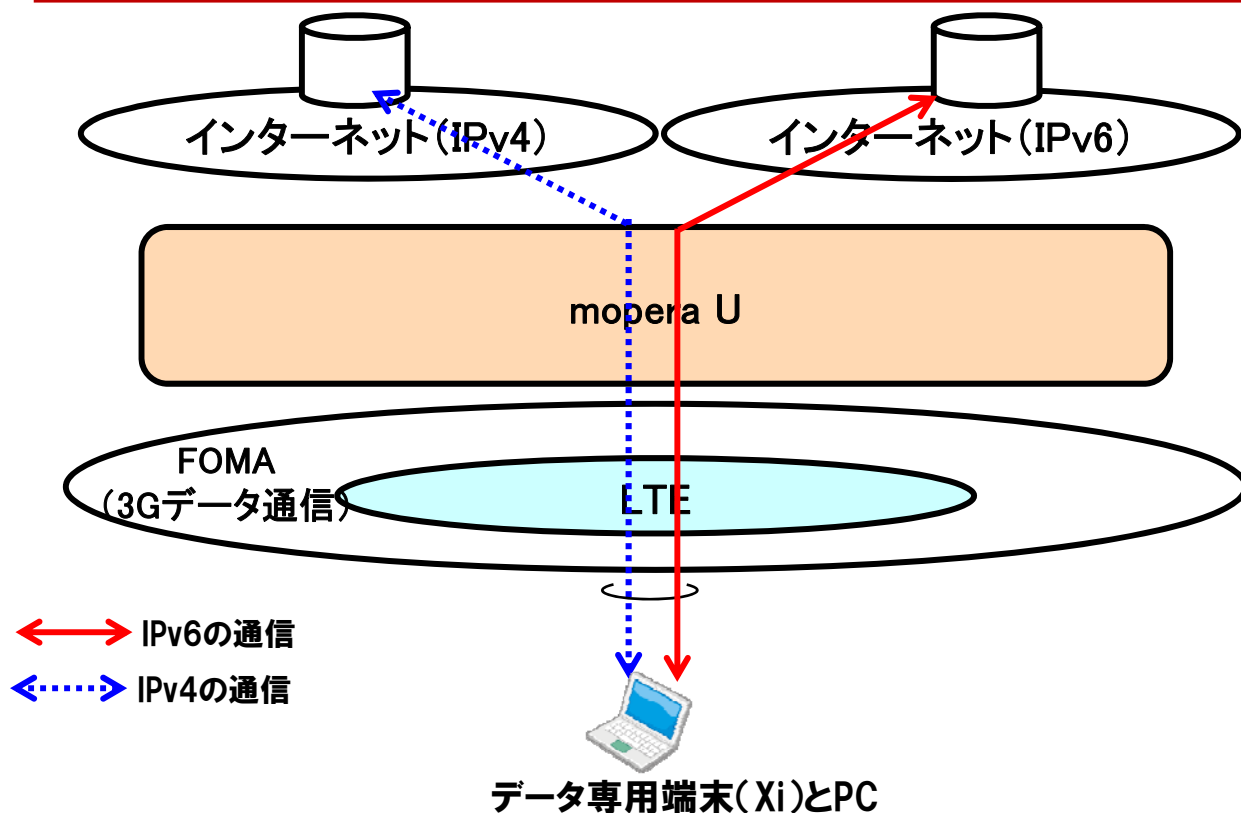 インターネット(IPv4)
インターネット(IPv6)
mopera U
FOMA
(3Gデータ通信)
LTE
IPv6の通信
IPv4の通信
データ専用端末(Xi)とPC